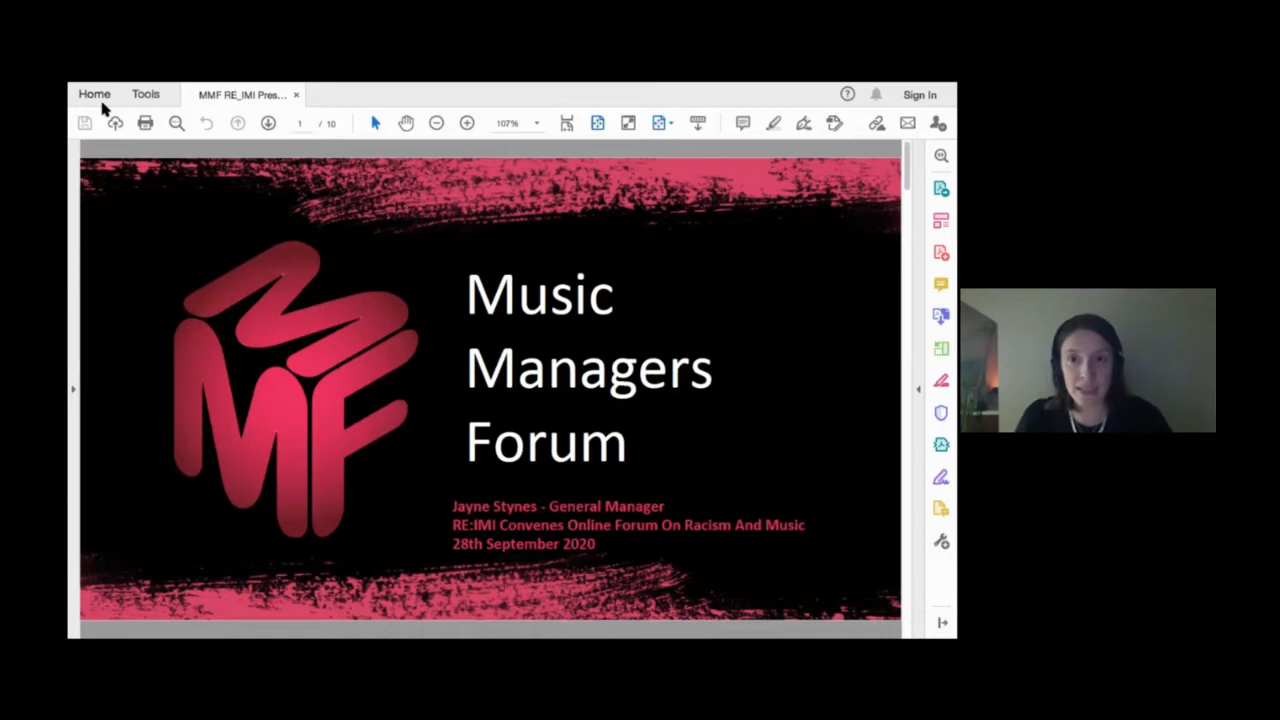 Home Tools MMF RE_IMI Pres... × Sign In
1 / 10 107%
MMF
Music
Managers
Forum
Jayne Stynes - General Manager
RE:IMI Convenes Online Forum On Racism And Music
28th September 2020